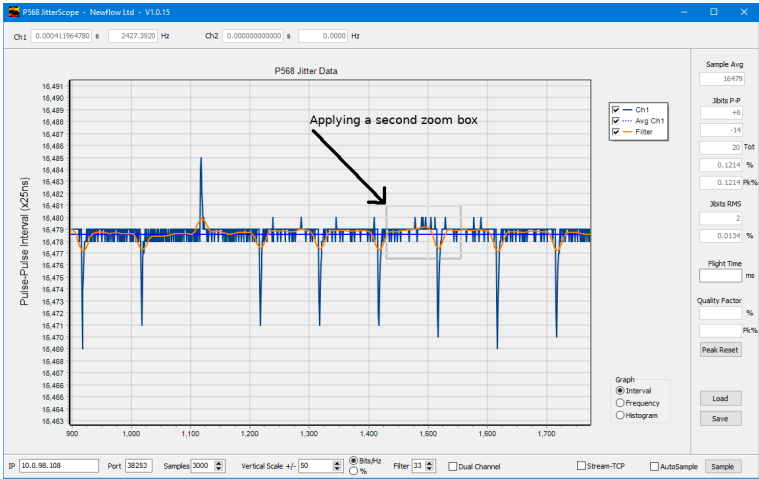 P568 JitterScope - Newflow Ltd - V1.0.15
Ch1 0.000411964780 s 2427.3920 Hz Ch2 0.000000000000 s 0.0000 Hz
P568 Jitter Data
Applying a second zoom box
Pulse-Pulse Interval (x25ns)
16,491
16,490
16,489
16,488
16,487
16,486
16,485
16,484
16,483
16,482
16,481
16,480
16,479
16,478
16,477
16,476
16,475
16,474
16,473
16,472
16,471
16,470
16,469
16,468
16,467
16,466
16,465
16,464
16,463
900 1,000 1,100 1,200 1,300 1,400 1,500 1,600 1,700
Ch1
Avg Ch1
Filter
Graph
Interval
Frequency
Histogram
Sample Avg
16479
Jibits P-P
+6
-14
20 Tot
0.1214 %
0.1214 Pk%
Jibits RMS
2
0.0134 %
Flight Time
ms
Quality Factor
%
Pk%
Peak Reset
Load
Save
IP 10.0.98.108 Port 38253 Samples 3000 Vertical Scale +/- 50 Bits/Hz % Filter 33 Dual Channel Stream-TCP AutoSample Sample